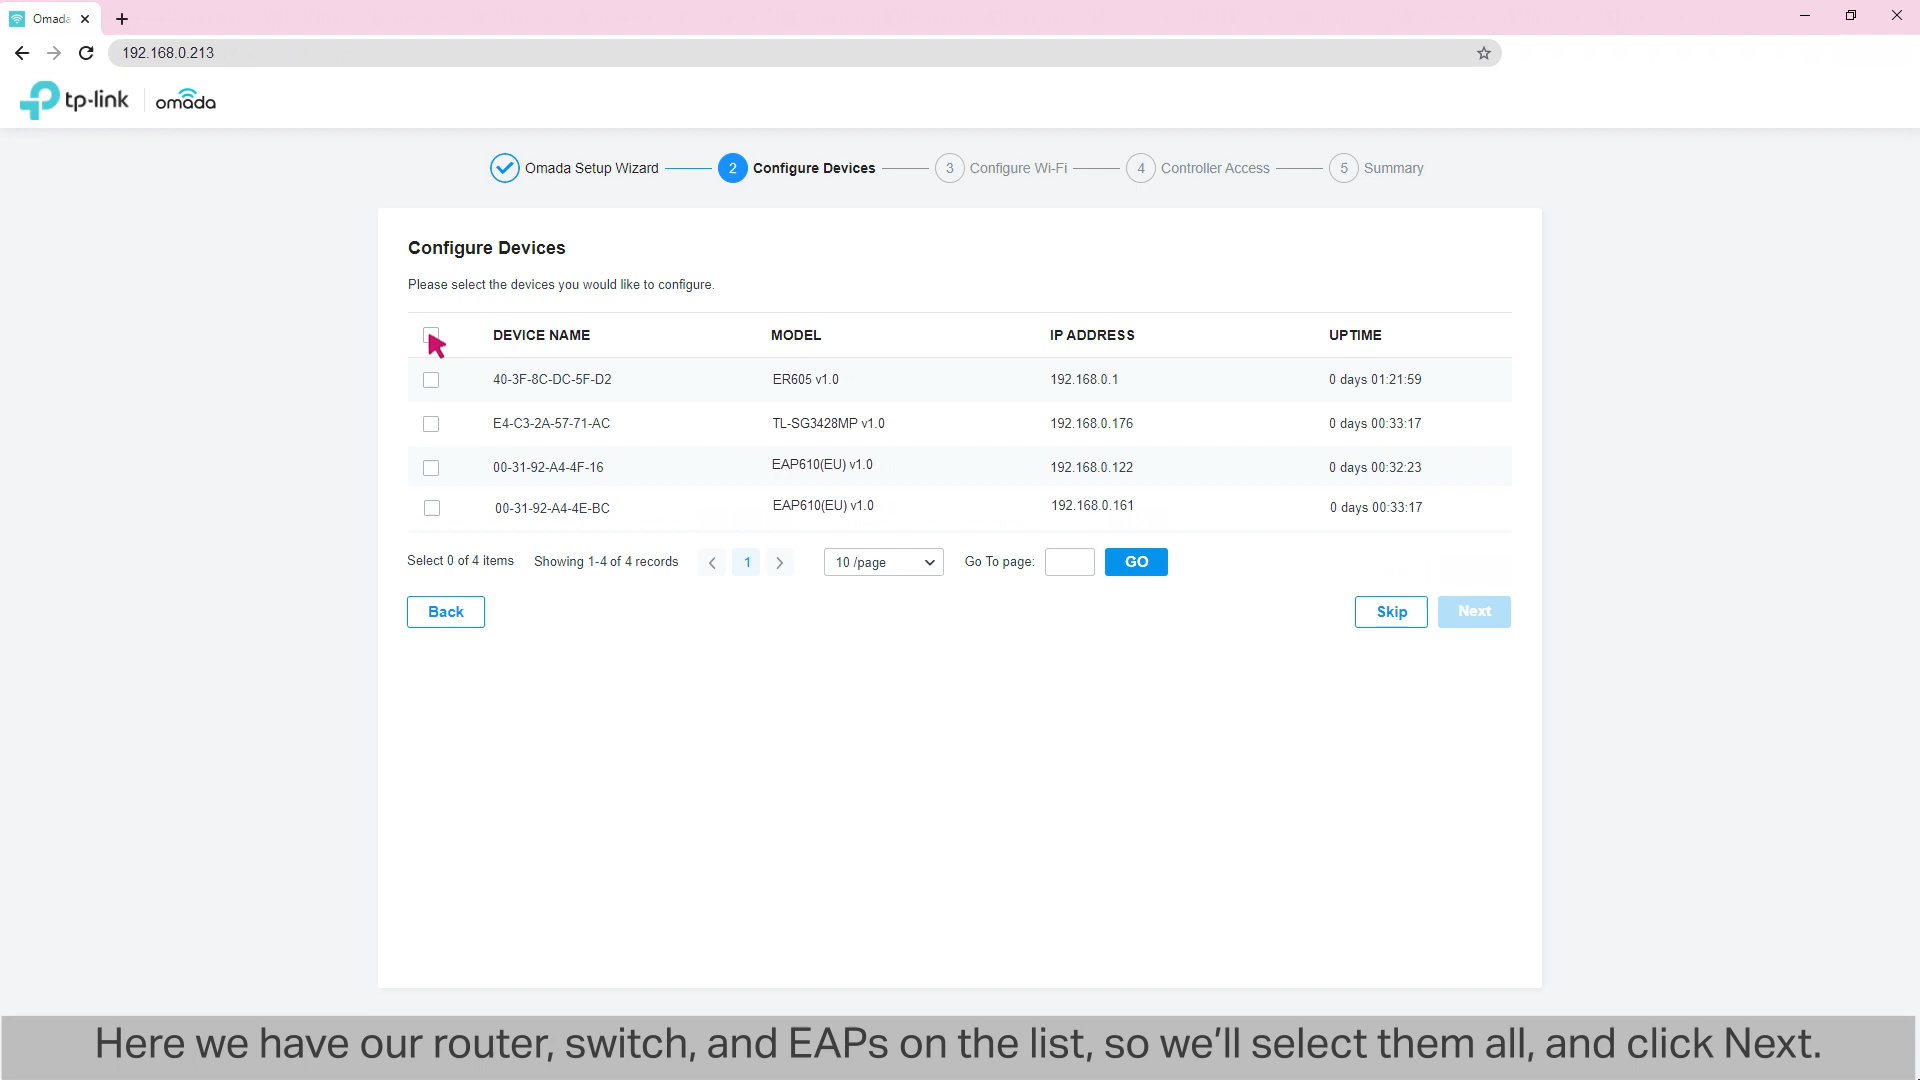 Omada
192.168.0.213
tp-link omada
Omada Setup Wizard 2 Configure Devices 3 Configure Wi-Fi 4 Controller Access 5 Summary
Configure Devices
Please select the devices you would like to configure.
DEVICE NAME MODEL IP ADDRESS UPTIME
40-3F-8C-DC-5F-D2 ER605 v1.0 192.168.0.1 0 days 01:21:59
E4-C3-2A-57-71-AC TL-SG3428MP v1.0 192.168.0.176 0 days 00:33:17
00-31-92-A4-4F-16 EAP610(EU) v1.0 192.168.0.122 0 days 00:32:23
00-31-92-A4-4E-BC EAP610(EU) v1.0 192.168.0.161 0 days 00:33:17
Select 0 of 4 items Showing 1-4 of 4 records 1 10 /page Go To page: GO
Back Skip Next
Here we have our router, switch, and EAPs on the list, so we’ll select them all, and click Next.